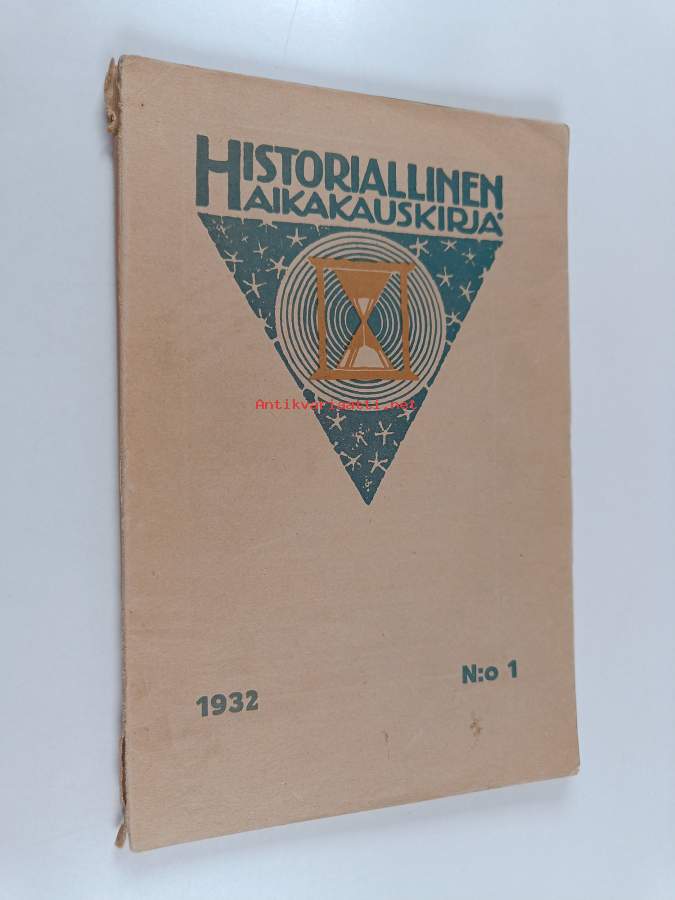 HISTORIALLINEN
AIKAKAUSKIRJA
Antikvariaatti.net
1932
N:o 1